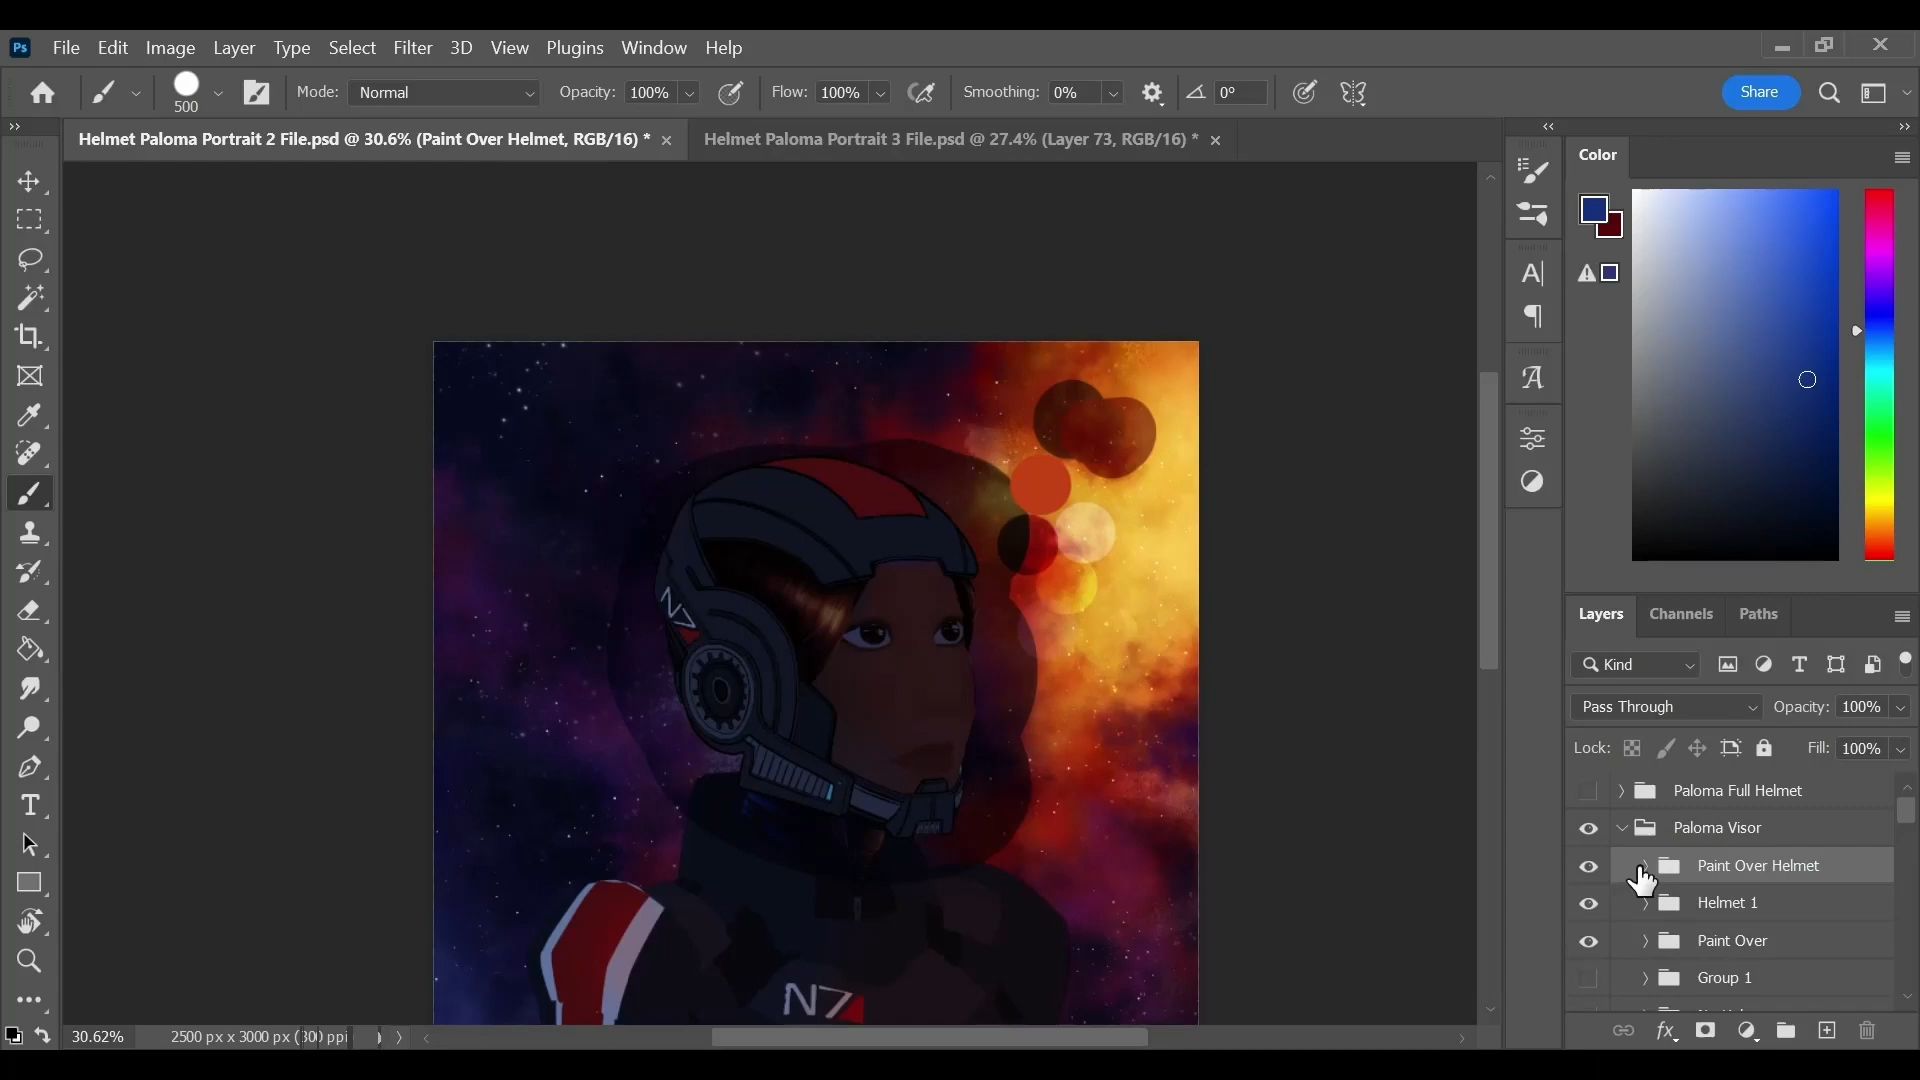 Ps File Edit Image Layer Type Select Filter 3D View Plugins Window Help
500 Mode: Normal Opacity: 100% Flow: 100% Smoothing: 0% 0° Share
Helmet Paloma Portrait 2 File.psd @ 30.6% (Paint Over Helmet, RGB/16) * Helmet Paloma Portrait 3 File.psd @ 27.4% (Layer 73, RGB/16) *
Color
N7
N7
Layers Channels Paths
Kind
Pass Through Opacity: 100%
Lock: Fill: 100%
Paloma Full Helmet
Paloma Visor
Paint Over Helmet
Helmet 1
Paint Over
Group 1
30.62% 2500 px x 3000 px (300 ppi